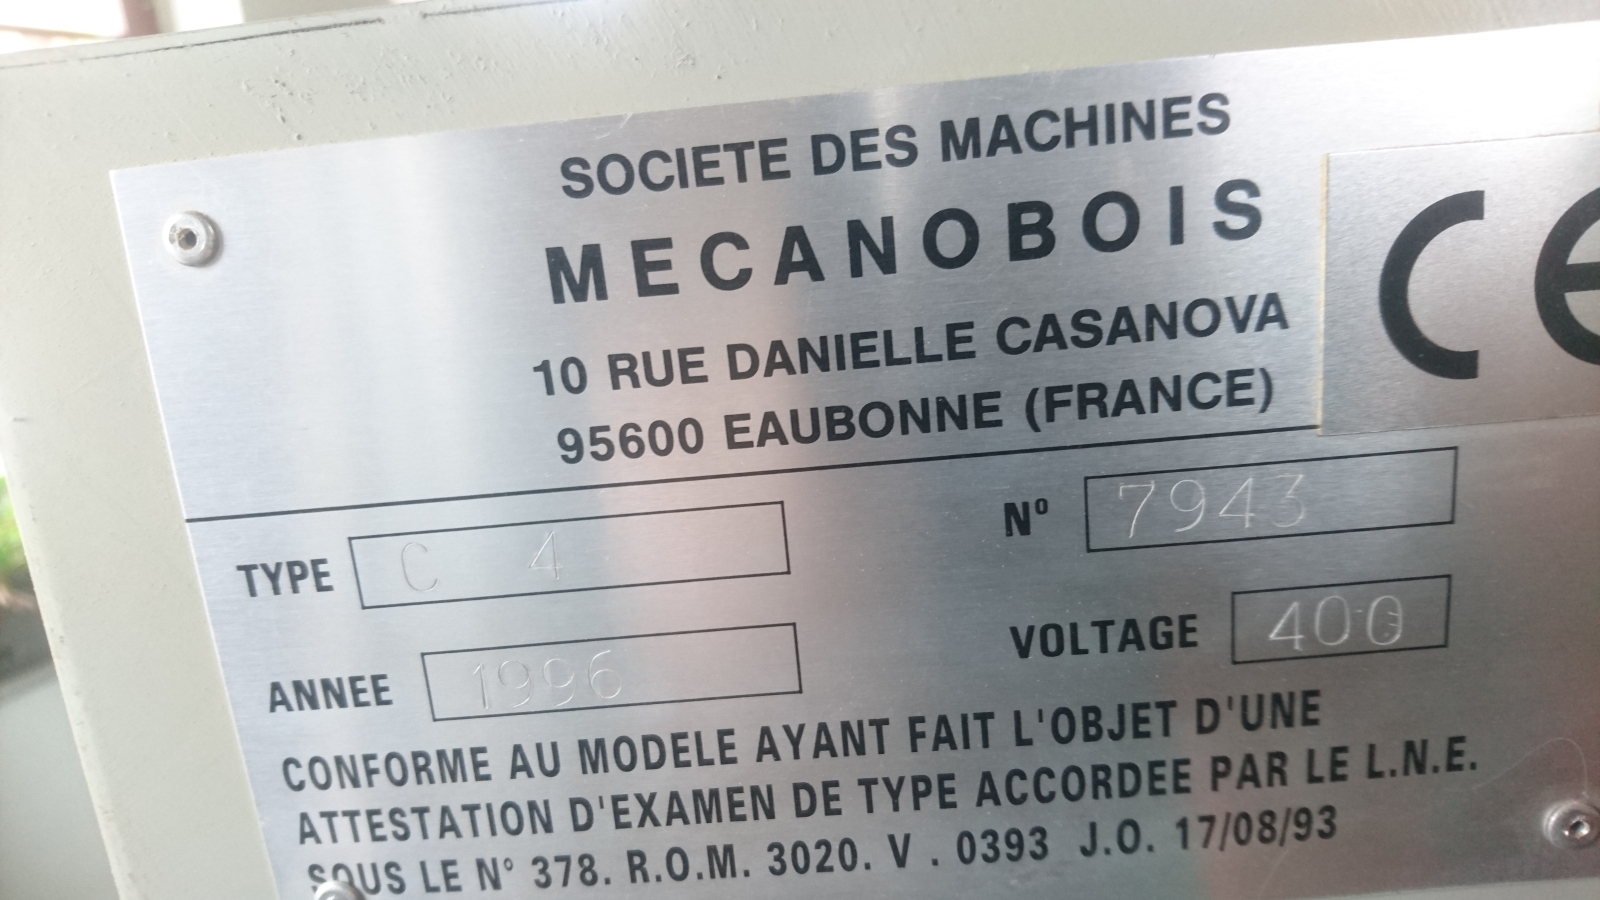 SOCIETE DES MACHINES
MECANOBOIS
10 RUE DANIELLE CASANOVA
95600 EAUBONNE (FRANCE)
CE
TYPE C 4
N° 7943
ANNEE 1996
VOLTAGE 400
CONFORME AU MODELE AYANT FAIT L'OBJET D'UNE
ATTESTATION D'EXAMEN DE TYPE ACCORDEE PAR LE L.N.E.
SOUS LE N° 378. R.O.M. 3020. V . 0393 J.O. 17/08/93